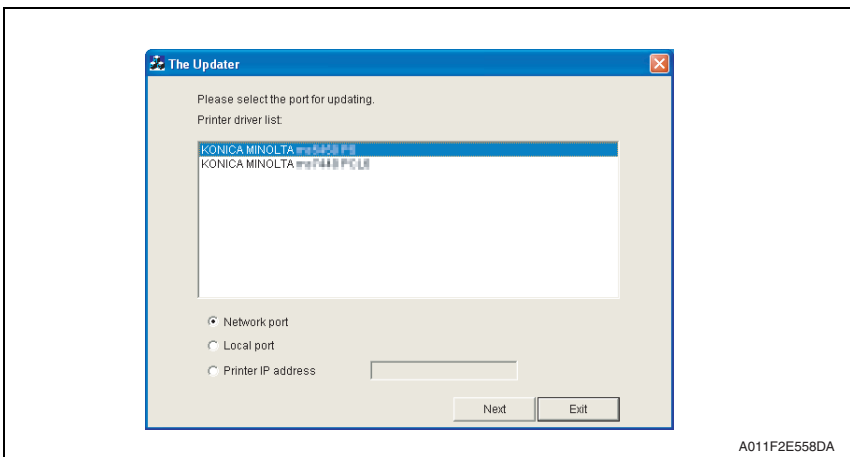 The Updater
Please select the port for updating.
Printer driver list:
KONICA MINOLTA
KONICA MINOLTA
Network port
Local port
Printer IP address
Next Exit
A011F2E558DA